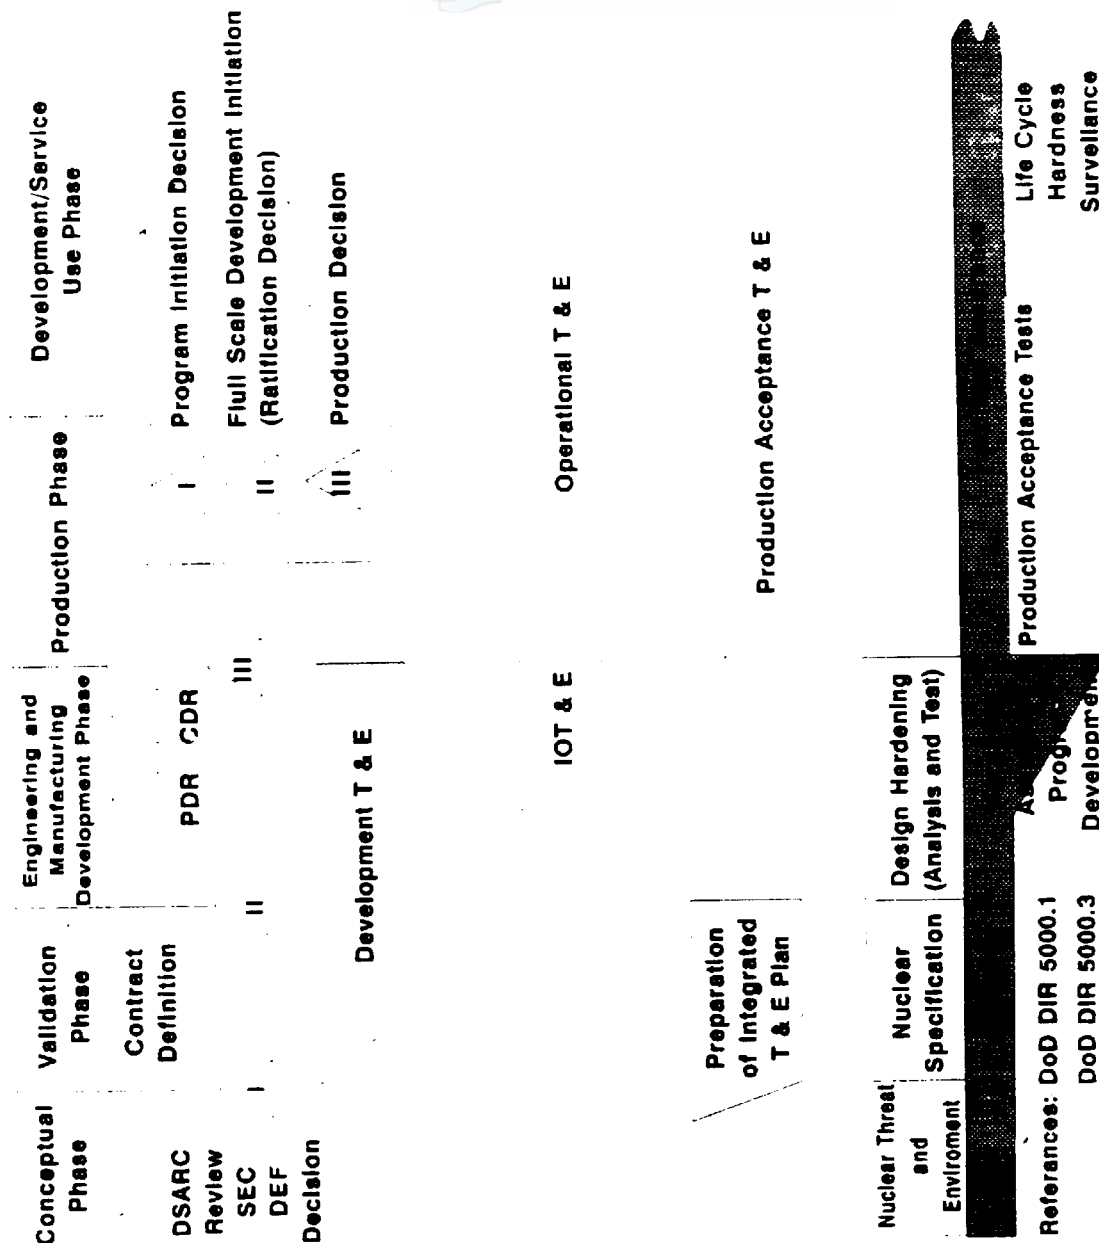 Conceptual
Phase
Validation
Phase
Engineering and
Manufacturing
Development Phase
Production Phase
Development/Service
Use Phase
Contract
Definition
DSARC
Review
SEC
DEF
Decision
I
II
PDR CDR
III
I Program Initiation Decision
II Flull Scale Development Initiation
(Ratification Decision)
III Production Decision
Development T & E
IOT & E
Operational T & E
Preparation
of Integrated
T & E Plan
Production Acceptance T & E
Nuclear Threat
and
Enviroment
Nuclear
Specification
Design Hardening
(Analysis and Test)
Production Acceptance Tests
Life Cycle
Hardness
Survellance
References: DoD DIR 5000.1
DoD DIR 5000.3